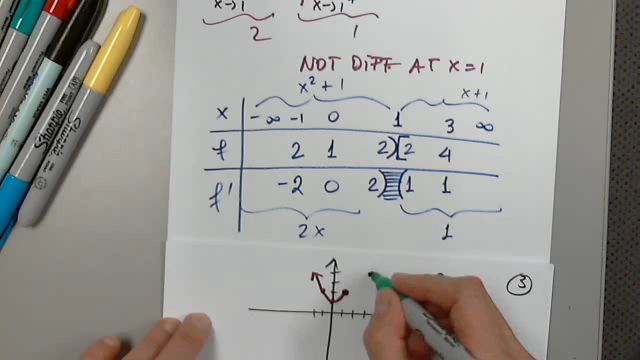 x→1⁻ x→1⁺
2 1
NOT DIFF AT X=1
x²+1 x+1
x -∞ -1 0 1 3 ∞
f 2 1 2)[2 4
f' -2 0 2) (1 1
2x 1
3
Sharpie